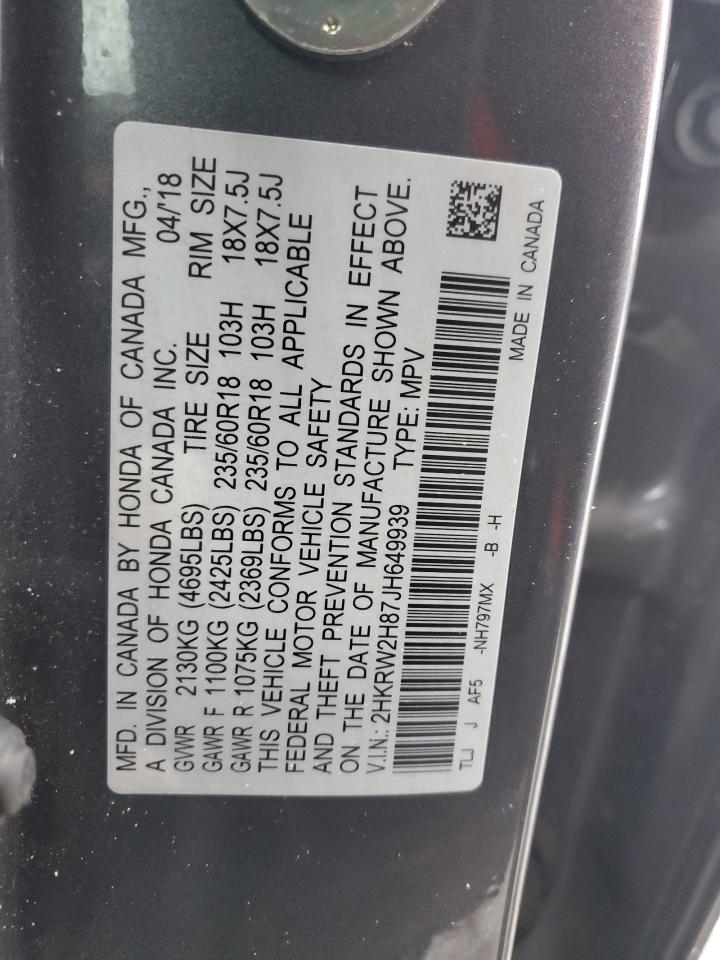 MFD. IN CANADA BY HONDA OF CANADA MFG.,
A DIVISION OF HONDA CANADA INC. 04/'18
GVWR 2130KG (4695LBS) TIRE SIZE RIM SIZE
GAWR F 1100KG (2425LBS) 235/60R18 103H 18X7.5J
GAWR R 1075KG (2369LBS) 235/60R18 103H 18X7.5J
THIS VEHICLE CONFORMS TO ALL APPLICABLE
FEDERAL MOTOR VEHICLE SAFETY
AND THEFT PREVENTION STANDARDS IN EFFECT
ON THE DATE OF MANUFACTURE SHOWN ABOVE.
V.I.N.: 2HKRW2H87JH649939 TYPE: MPV
TLJ J AF5 -NH797MX -B -H
MADE IN CANADA